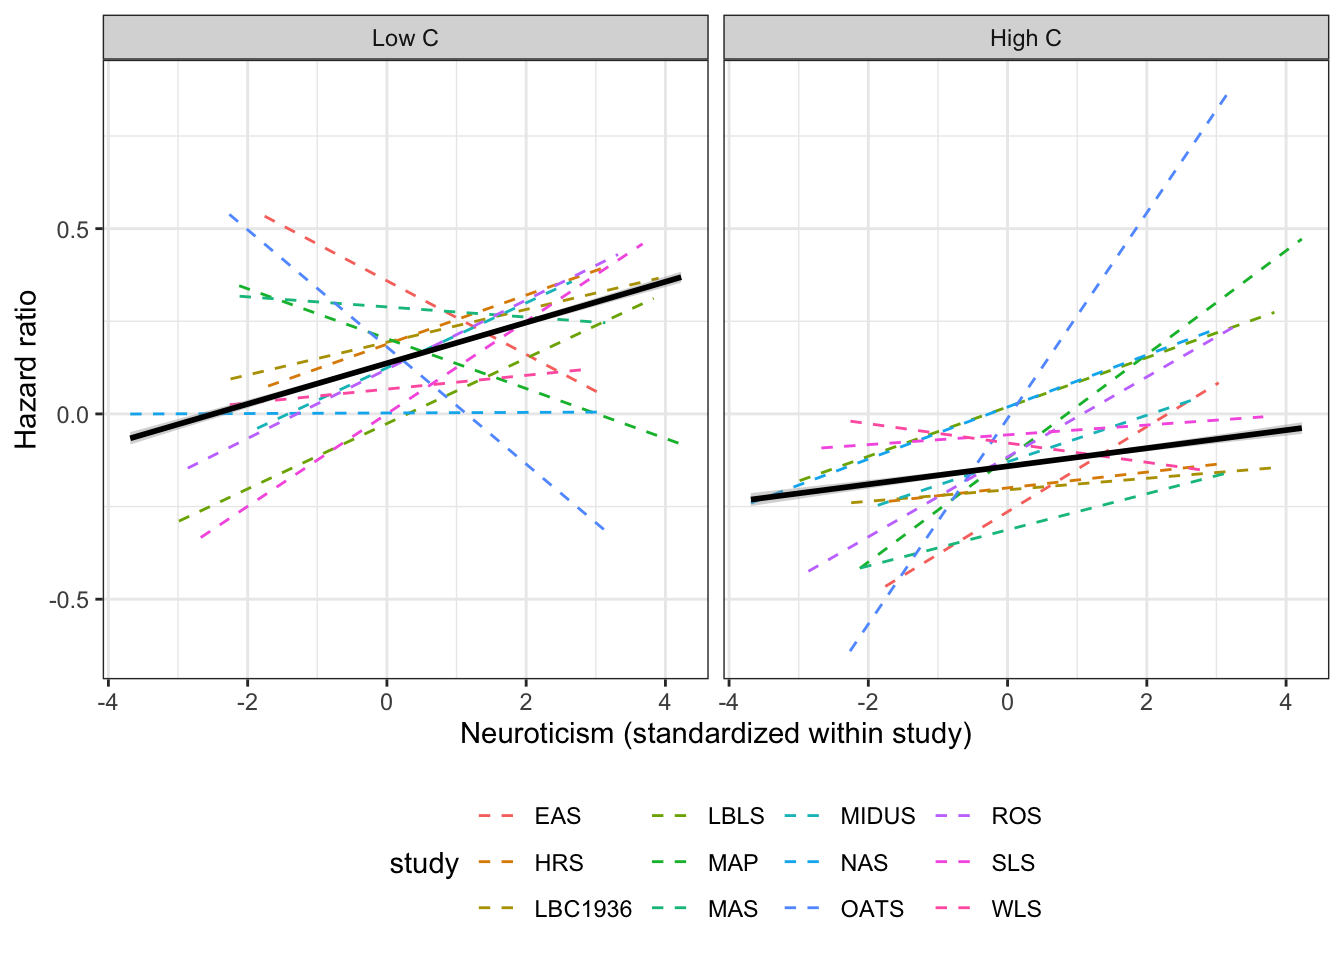 Low C
High C
Hazard ratio
0.5
0.0
-0.5
-4 -2 0 2 4
-4 -2 0 2 4
Neuroticism (standardized within study)
study
EAS LBLS MIDUS ROS
HRS MAP NAS SLS
LBC1936 MAS OATS WLS